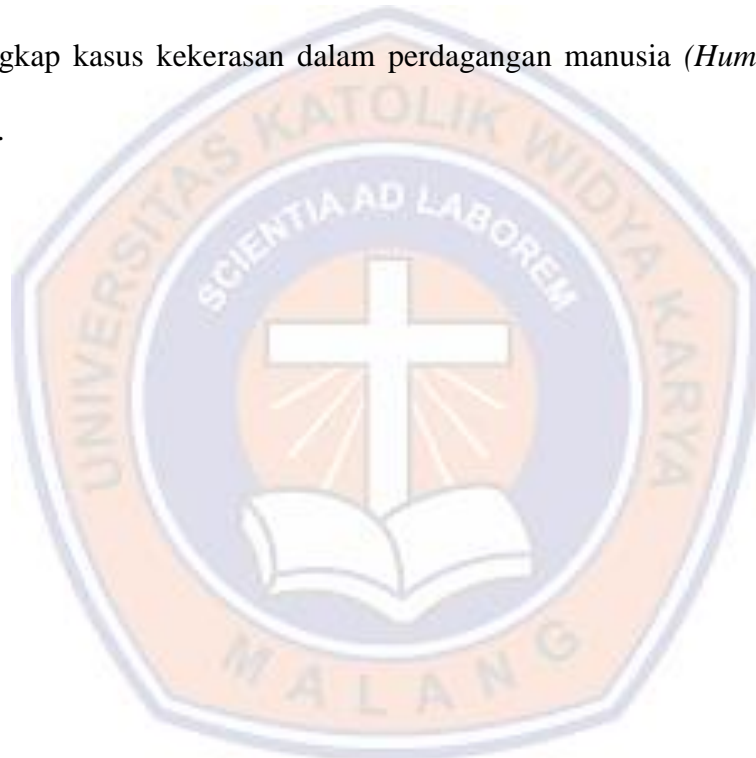 gkap kasus kekerasan dalam perdagangan manusia (Hum
.
UNIVERSITAS KATOLIK WIDYA KARYA
SCIENTIA AD LABOREM
MALANG